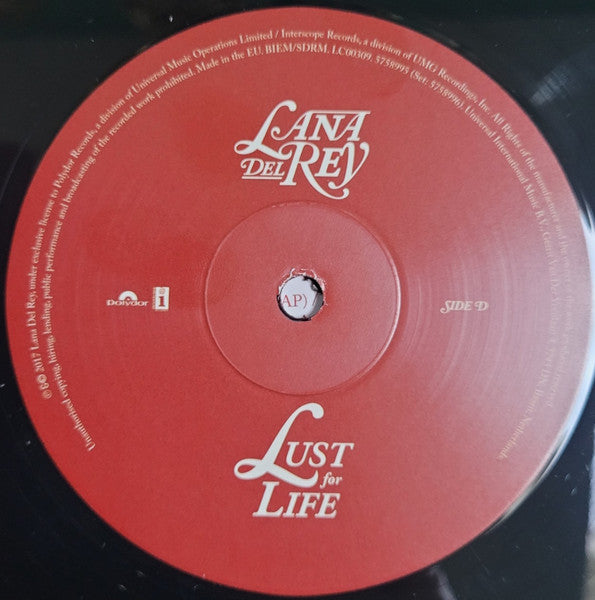 LANA
DEL REY
polydor
i
SIDE D
AP)
LUST
for
LIFE
℗© 2017 Lana Del Rey, under exclusive license to Polydor Records, a division of Universal Music Operations Limited / Interscope Records, a division of UMG Recordings, Inc. All Rights of the manufacturer and
Unauthorised copying, hiring, lending, public performance and broadcasting of the recorded work prohibited. Made in the EU. BIEM/SDRM. LC00309. 5758995 (Set: 5758996). Universal International Music B.V.